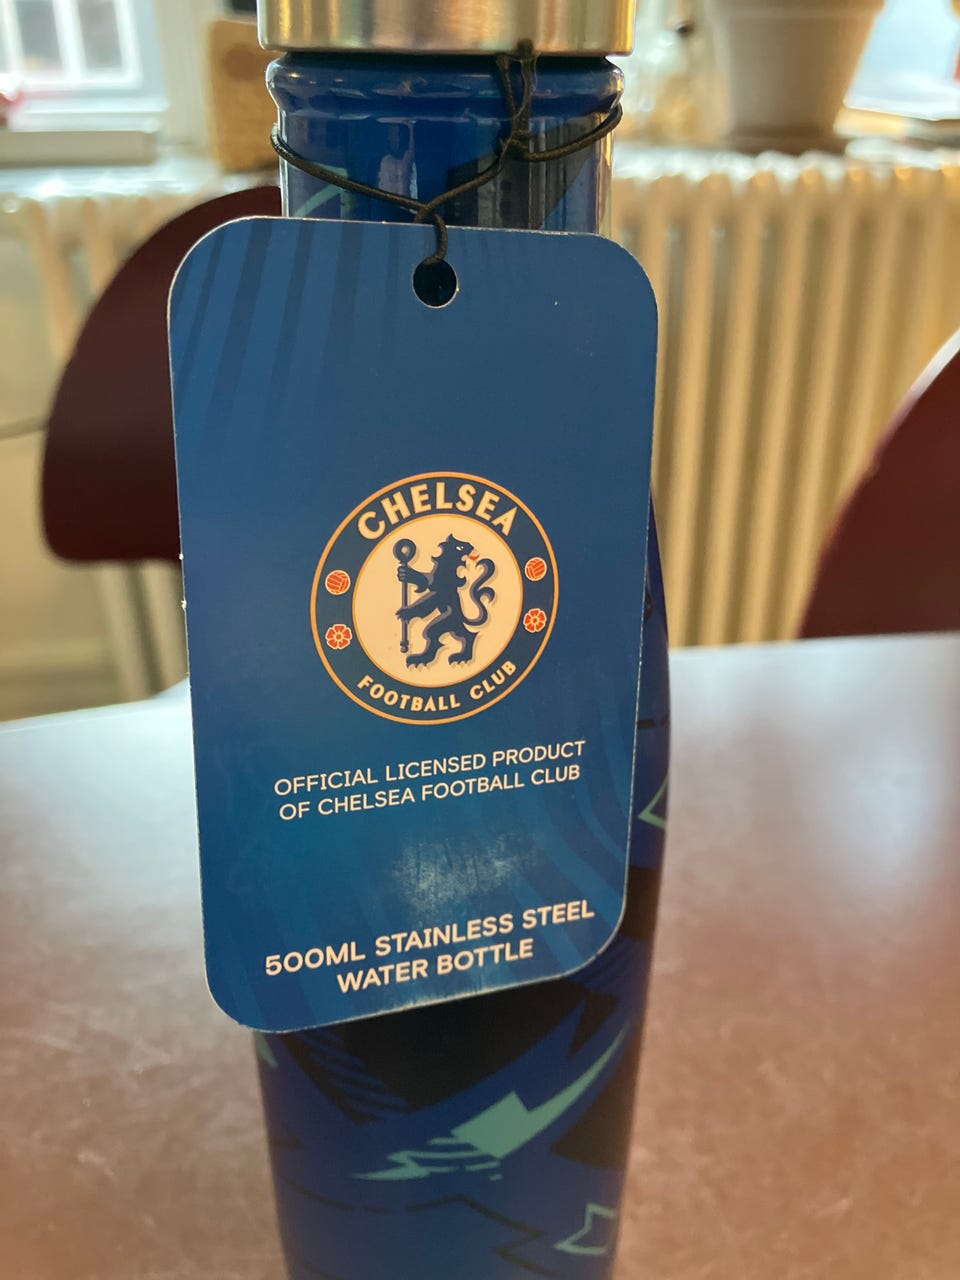 CHELSEA
FOOTBALL CLUB
OFFICIAL LICENSED PRODUCT
OF CHELSEA FOOTBALL CLUB
500ML STAINLESS STEEL
WATER BOTTLE